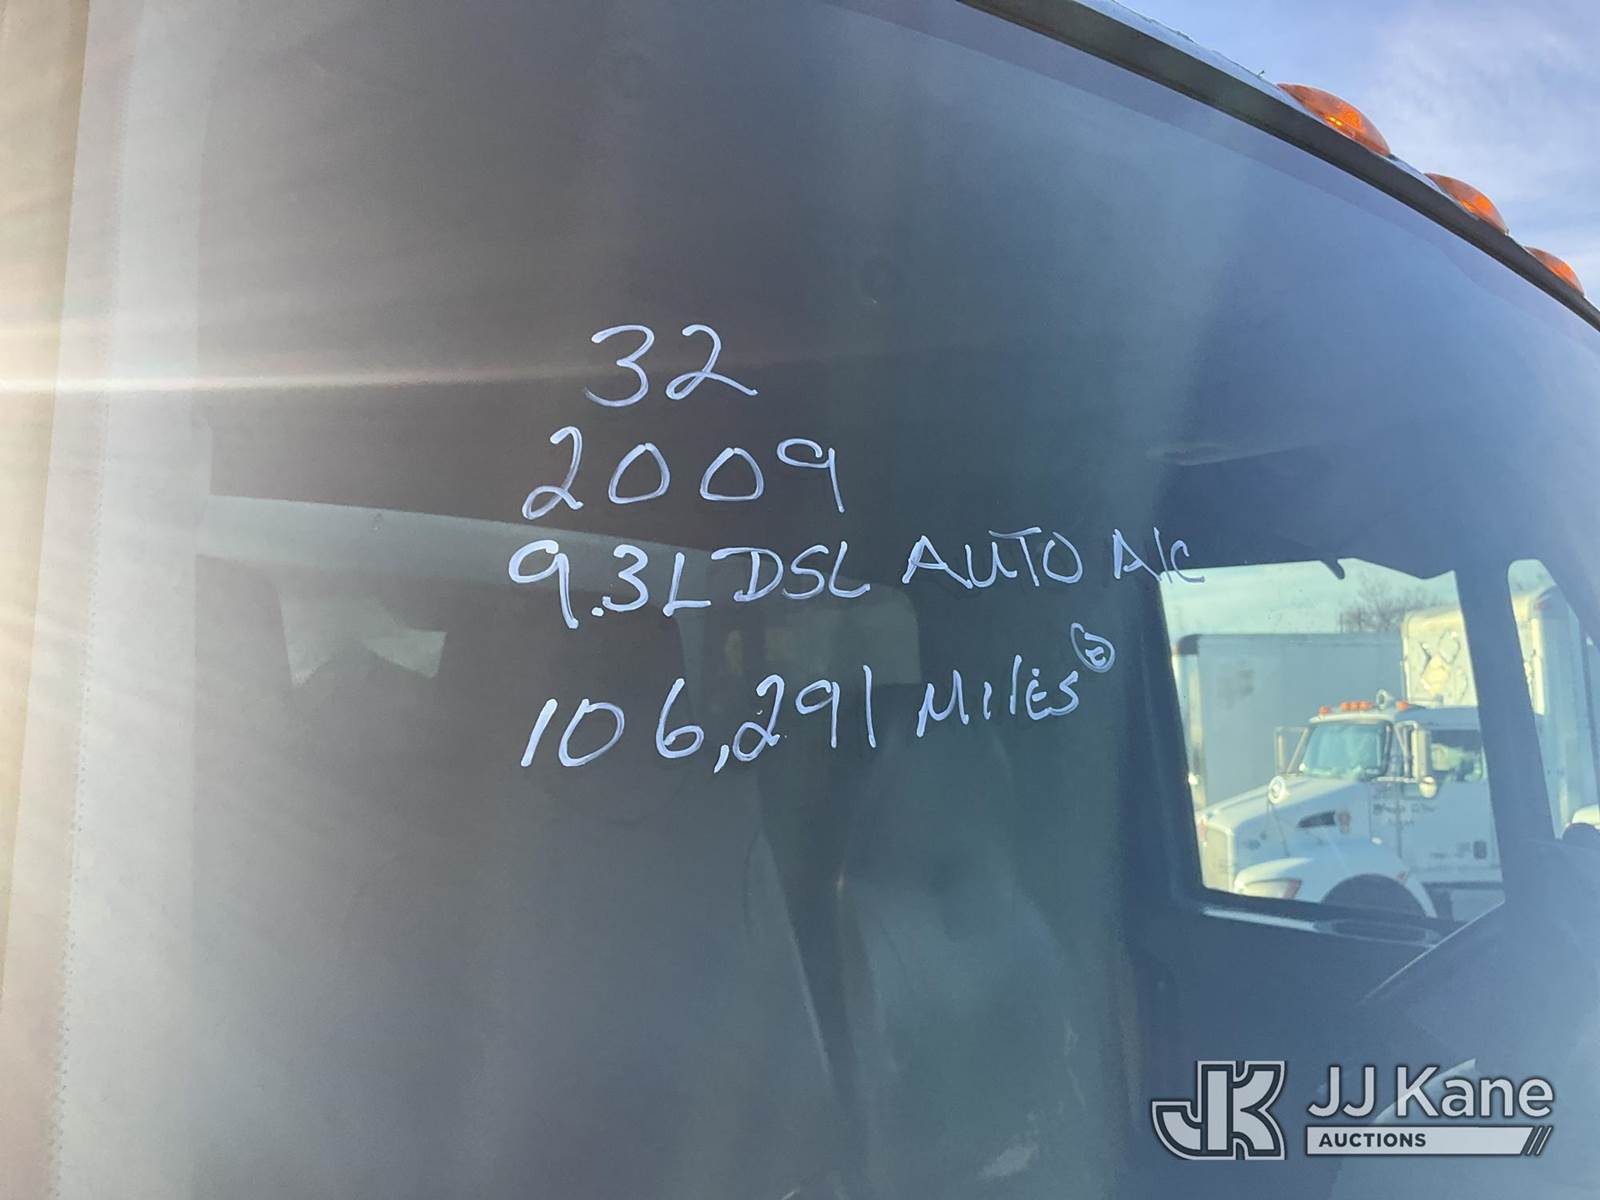 32
2009
9.3L DSL AUTO A/C
106,291 MILES
JJ Kane
AUCTIONS